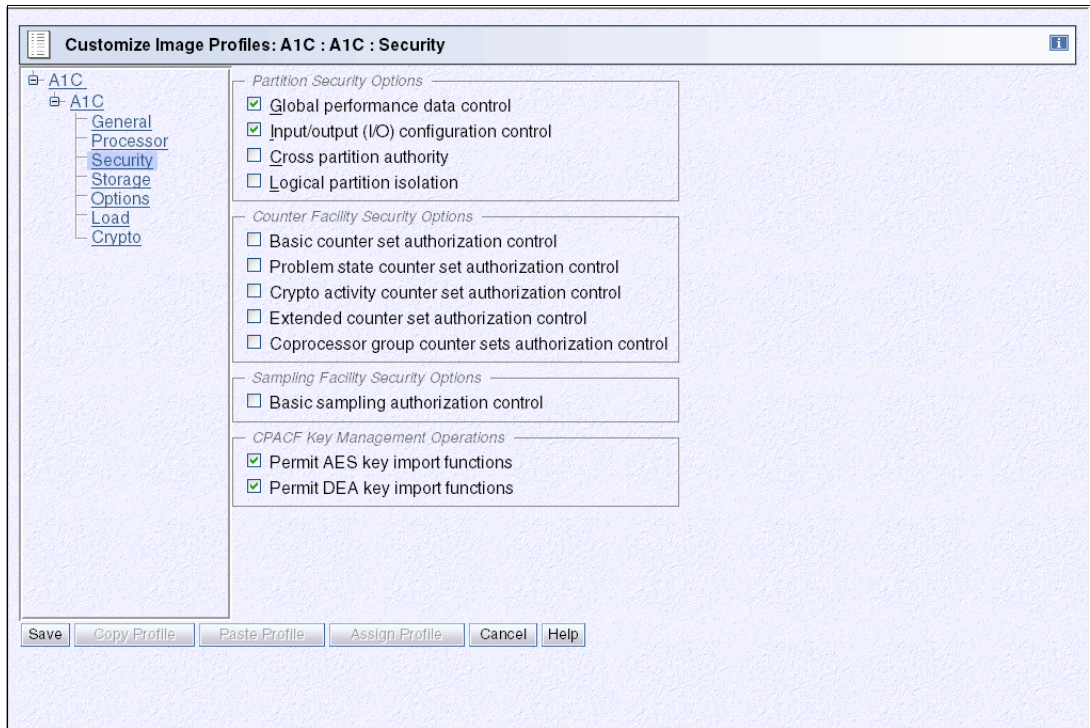 Customize Image Profiles: A1C : A1C : Security
i
A1C
A1C
General
Processor
Security
Storage
Options
Load
Crypto
Partition Security Options
Global performance data control
Input/output (I/O) configuration control
Cross partition authority
Logical partition isolation
Counter Facility Security Options
Basic counter set authorization control
Problem state counter set authorization control
Crypto activity counter set authorization control
Extended counter set authorization control
Coprocessor group counter sets authorization control
Sampling Facility Security Options
Basic sampling authorization control
CPACF Key Management Operations
Permit AES key import functions
Permit DEA key import functions
Save Copy Profile Paste Profile Assign Profile Cancel Help